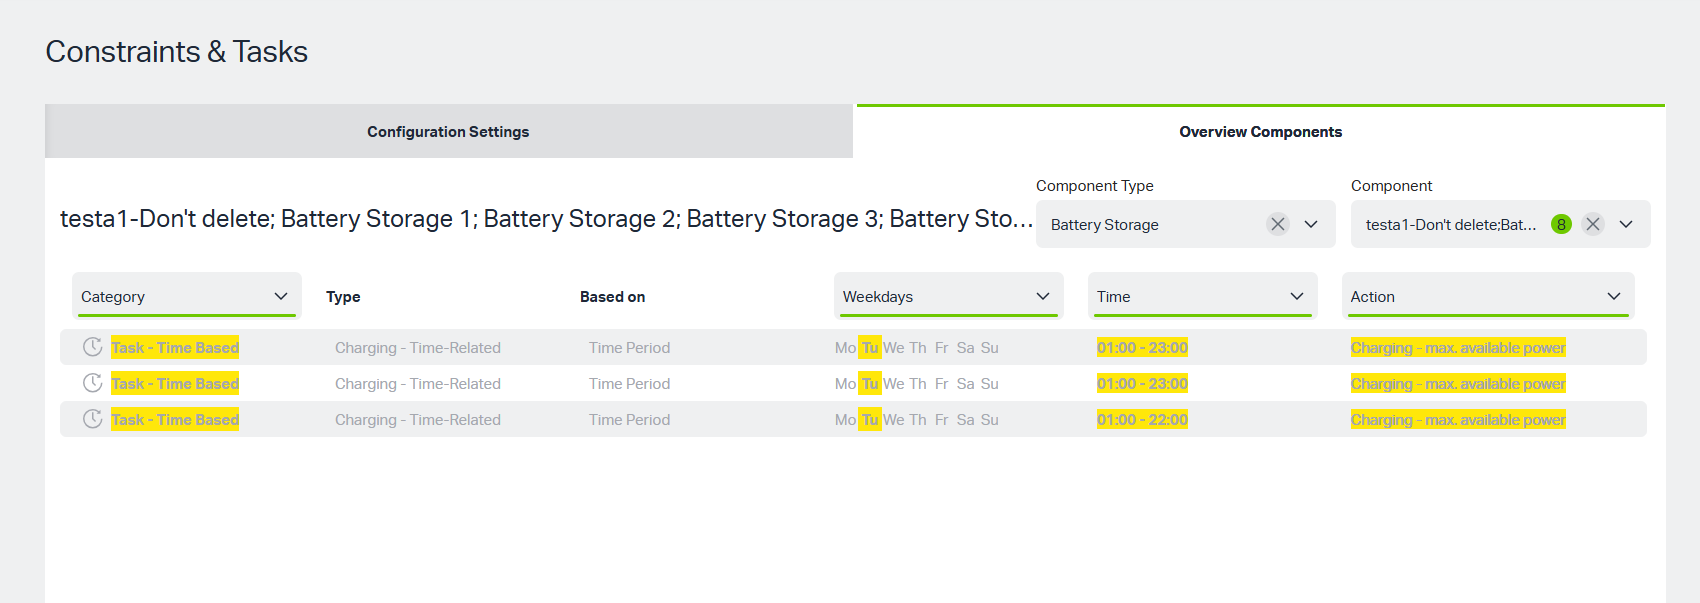 Constraints & Tasks
Configuration Settings
Overview Components
testa1-Don't delete; Battery Storage 1; Battery Storage 2; Battery Storage 3; Battery Sto...
Component Type
Battery Storage
Component
testa1-Don't delete;Bat... 8
Category Type Based on Weekdays Time Action
Task - Time Based Charging - Time-Related Time Period Mo Tu We Th Fr Sa Su 01:00 - 23:00 Charging - max. available power
Task - Time Based Charging - Time-Related Time Period Mo Tu We Th Fr Sa Su 01:00 - 23:00 Charging - max. available power
Task - Time Based Charging - Time-Related Time Period Mo Tu We Th Fr Sa Su 01:00 - 22:00 Charging - max. available power